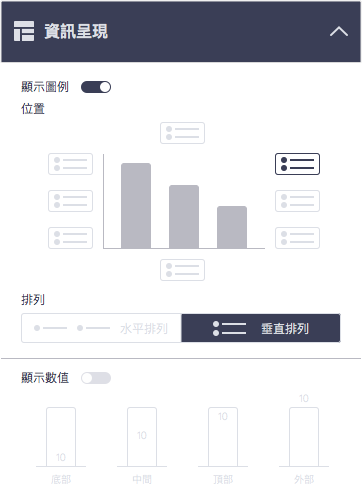 資訊呈現
顯示圖例
位置
排列
水平排列
垂直排列
顯示數值
10
10
10
10
底部
中間
頂部
外部